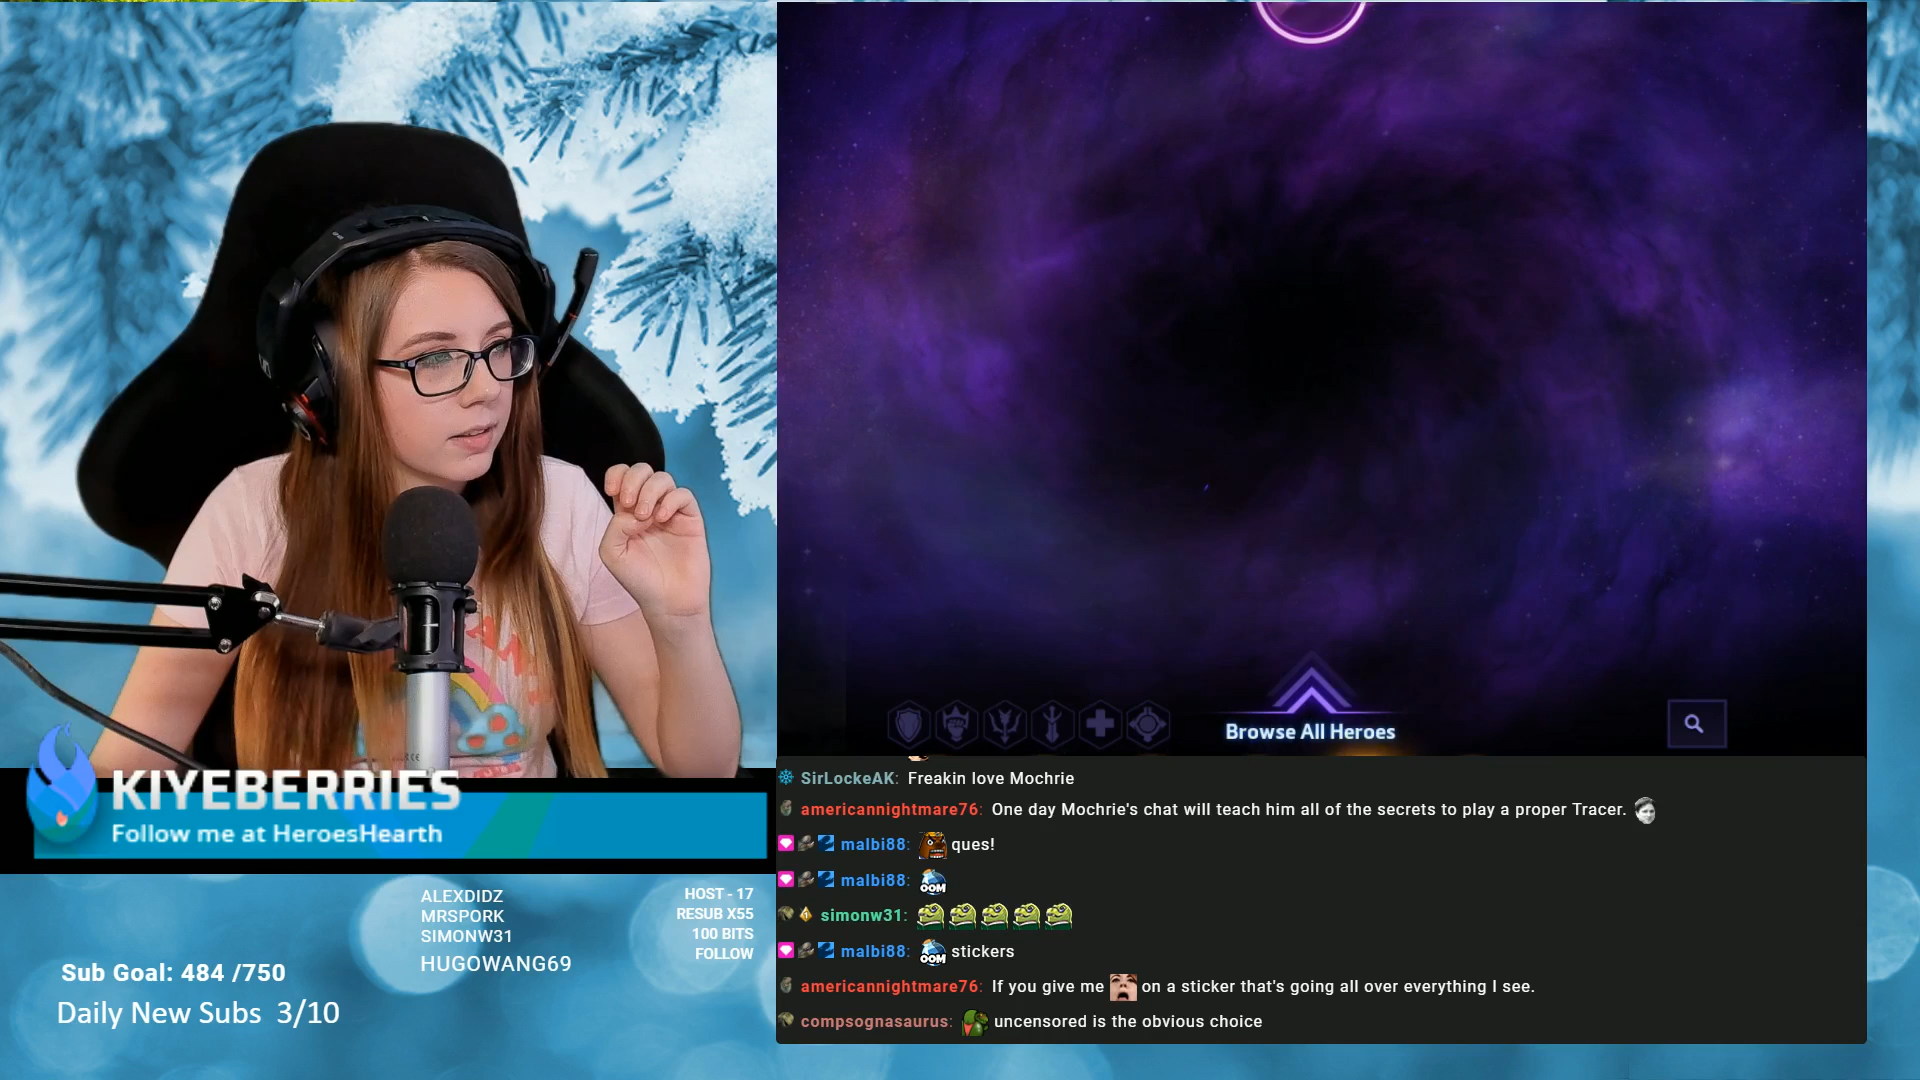 KIYEBERRIES
Follow me at HeroesHearth
ALEXDIDZ
MRSPORK
SIMONW31
HUGOWANG69
HOST - 17
RESUB X55
100 BITS
FOLLOW
Sub Goal: 484 /750
Daily New Subs 3/10
Browse All Heroes
SirLockeAK: Freakin love Mochrie
americannightmare76: One day Mochrie's chat will teach him all of the secrets to play a proper Tracer.
malbi88: ques!
malbi88: OOM
simonw31:
malbi88: OOM stickers
americannightmare76: If you give me on a sticker that's going all over everything I see.
compsognasaurus: uncensored is the obvious choice